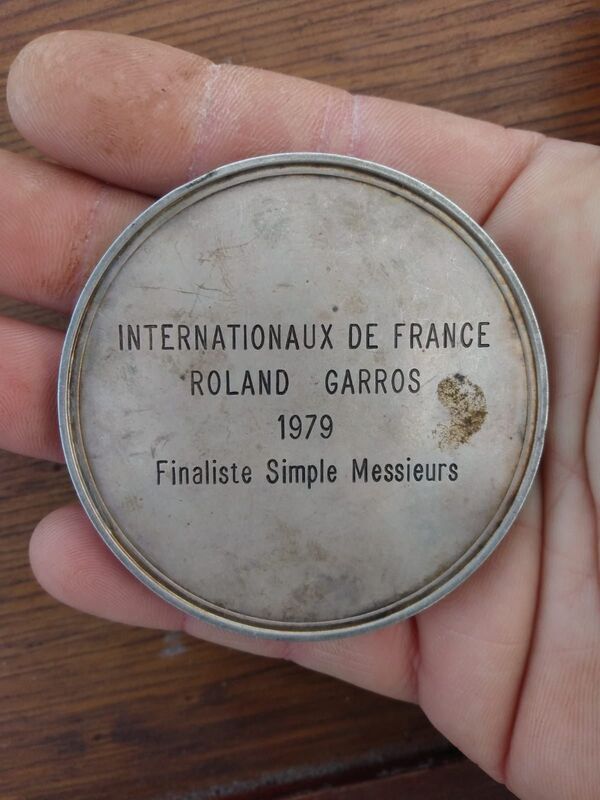 INTERNATIONAUX DE FRANCE
ROLAND GARROS
1979
Finaliste Simple Messieurs